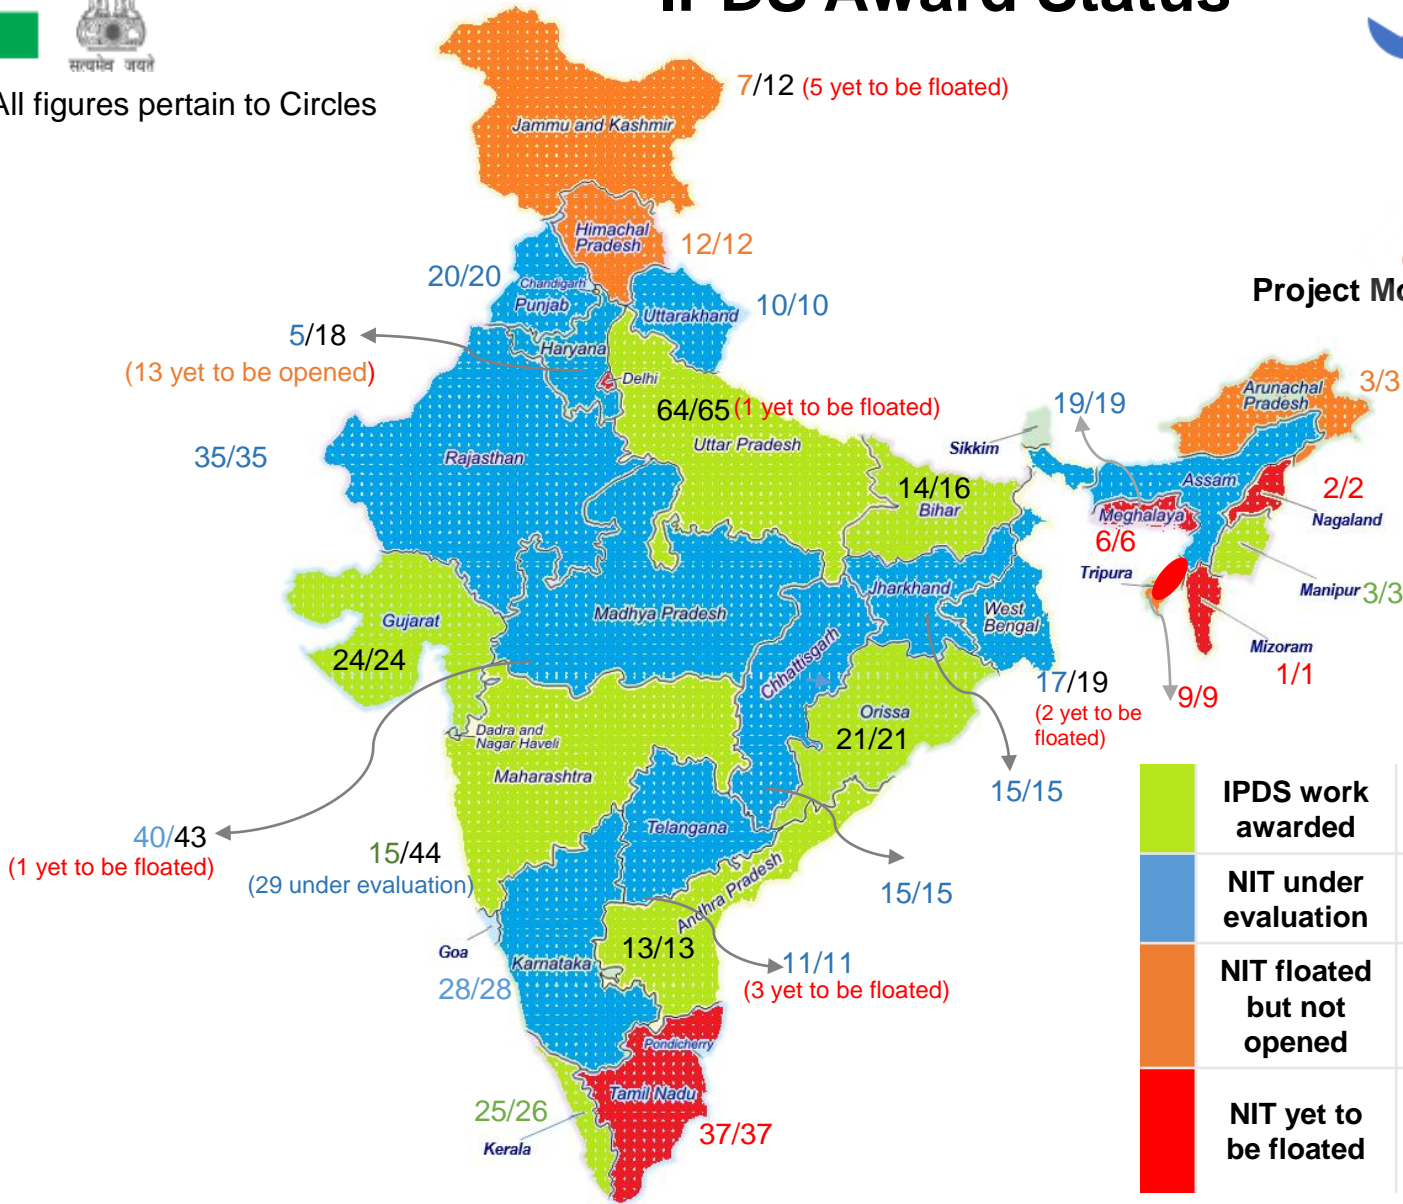 IPDS Award Status
सत्यमेव जयते
All figures pertain to Circles
7/12 (5 yet to be floated)
Jammu and Kashmir
Himachal
Pradesh
12/12
20/20
Chandigarh
Punjab
Uttarakhand
10/10
Project
5/18
Haryana
(13 yet to be opened)
Delhi
64/65 (1 yet to be floated)
Uttar Pradesh
19/19
Arunachal
Pradesh
3/3
Sikkim
35/35
Rajasthan
14/16
Bihar
Assam
2/2
Nagaland
Meghalaya
6/6
Tripura
Manipur 3/3
Mizoram
1/1
9/9
Gujarat
24/24
Madhya Pradesh
Jharkhand
West
Bengal
Chhattisgarh
17/19
(2 yet to be
floated)
Orissa
21/21
15/15
Dadra and
Nagar Haveli
Maharashtra
40/43
(1 yet to be floated)
15/44
(29 under evaluation)
Telangana
Andhra Pradesh
15/15
Goa
Karnataka
28/28
13/13
11/11
(3 yet to be floated)
Pondicherry
Tamil Nadu
37/37
25/26
Kerala
IPDS work
awarded
NIT under
evaluation
NIT floated
but not
opened
NIT yet to
be floated